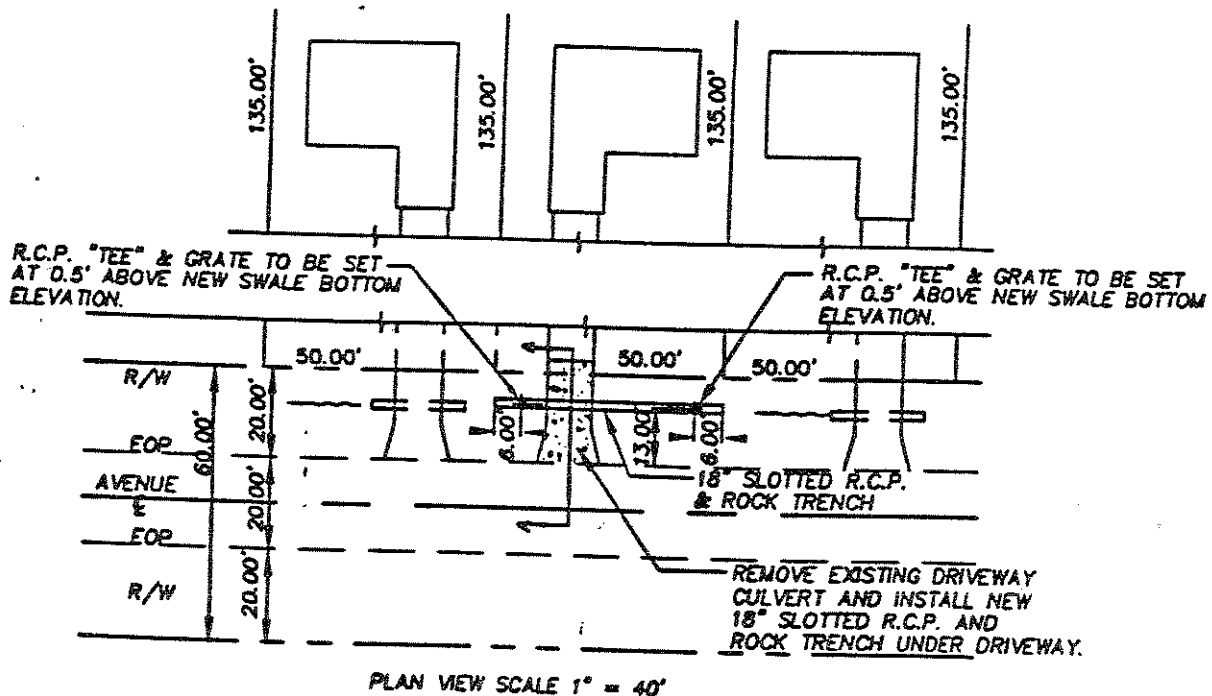 135.00'
135.00'
135.00'
135.00'
R.C.P. "TEE" & GRATE TO BE SET
AT 0.5' ABOVE NEW SWALE BOTTOM
ELEVATION.
R.C.P. "TEE" & GRATE TO BE SET
AT 0.5' ABOVE NEW SWALE BOTTOM
ELEVATION.
50.00'
50.00'
50.00'
R/W
60.00'
20.00'
EOP
6.00'
13.00'
6.00'
18" SLOTTED R.C.P.
& ROCK TRENCH
AVENUE
20.00'
EOP
R/W
20.00'
REMOVE EXISTING DRIVEWAY
CULVERT AND INSTALL NEW
18" SLOTTED R.C.P. AND
ROCK TRENCH UNDER DRIVEWAY.
PLAN VIEW SCALE 1" = 40'